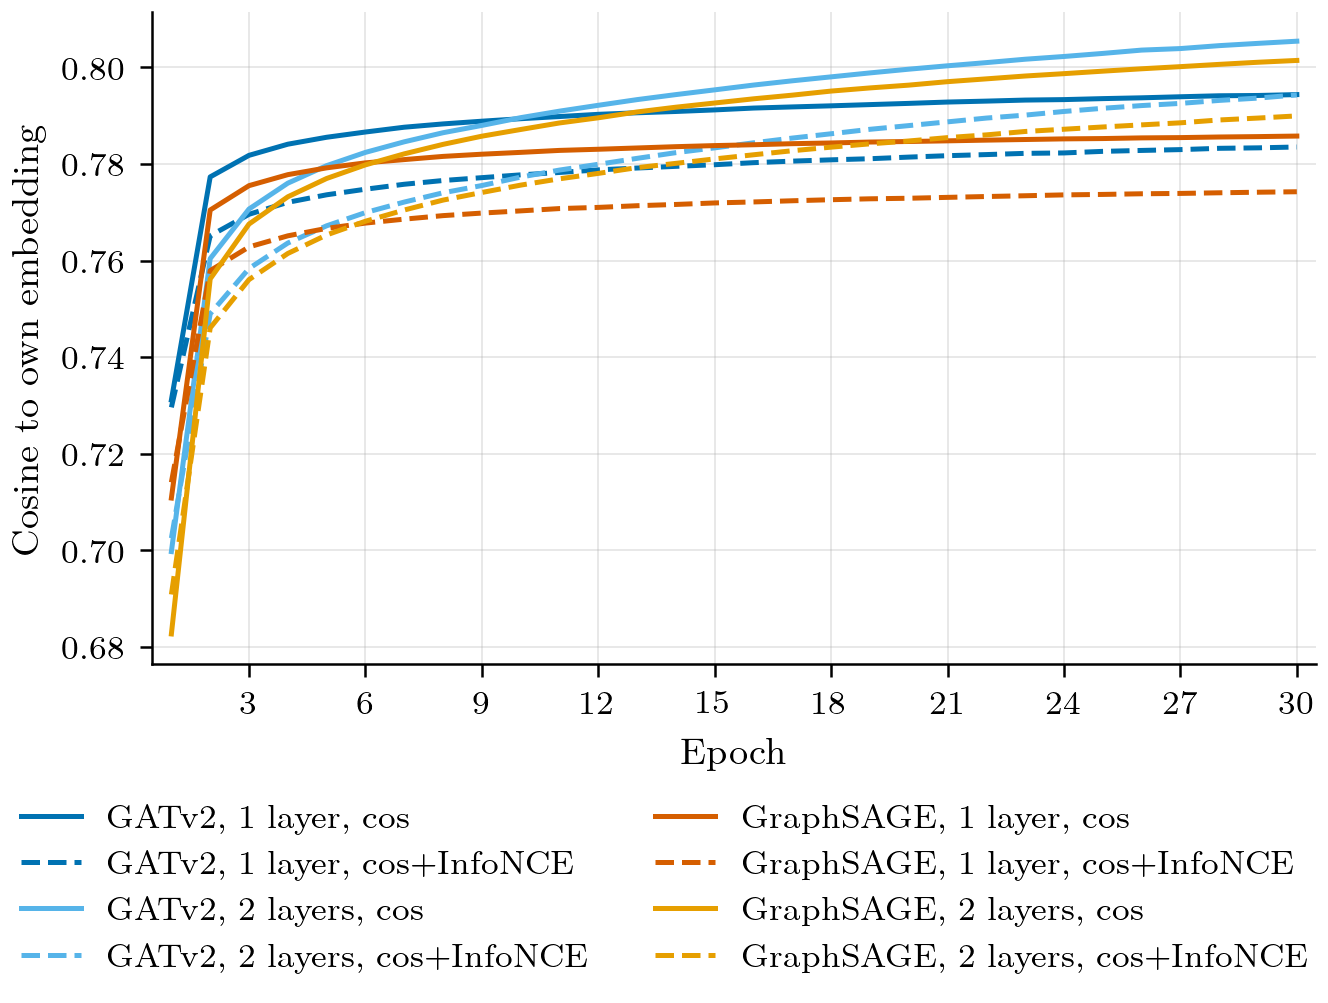 Cosine to own embedding
0.80
0.78
0.76
0.74
0.72
0.70
0.68
3 6 9 12 15 18 21 24 27 30
Epoch
GATv2, 1 layer, cos
GATv2, 1 layer, cos+InfoNCE
GATv2, 2 layers, cos
GATv2, 2 layers, cos+InfoNCE
GraphSAGE, 1 layer, cos
GraphSAGE, 1 layer, cos+InfoNCE
GraphSAGE, 2 layers, cos
GraphSAGE, 2 layers, cos+InfoNCE